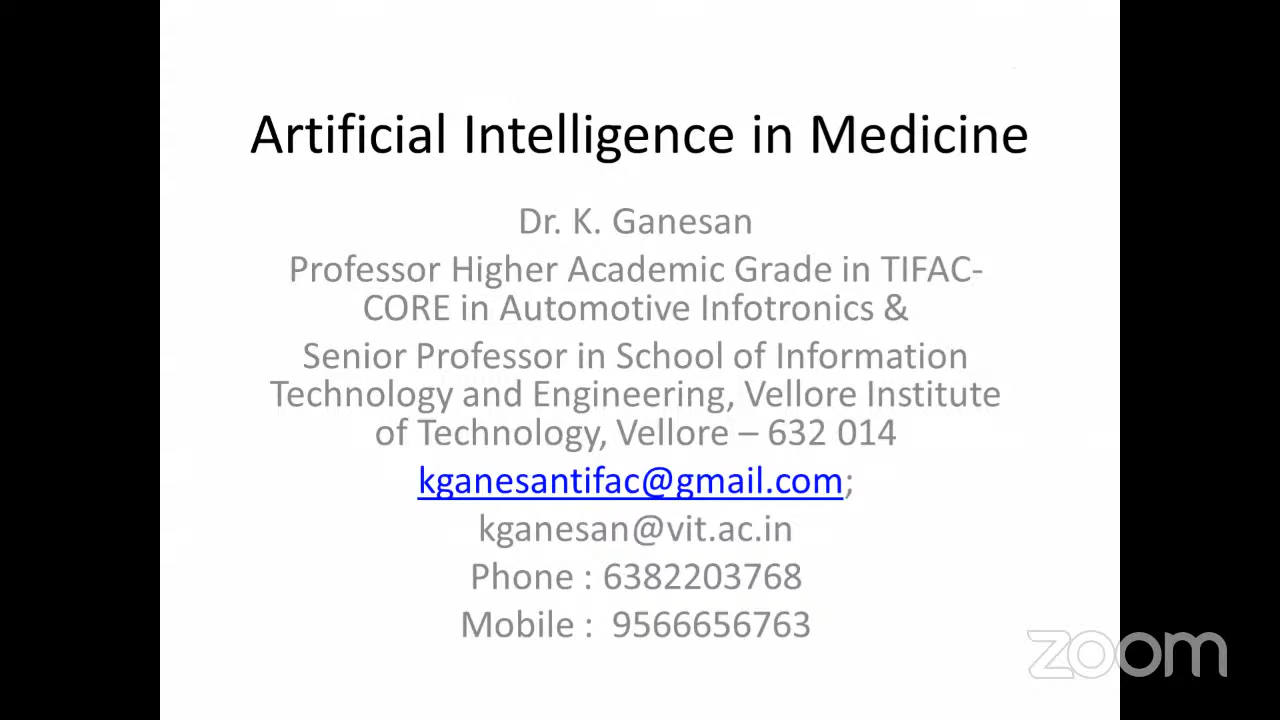 Artificial Intelligence in Medicine
Dr. K. Ganesan
Professor Higher Academic Grade in TIFAC-
CORE in Automotive Infotronics &
Senior Professor in School of Information
Technology and Engineering, Vellore Institute
of Technology, Vellore – 632 014
kganesantifac@gmail.com;
kganesan@vit.ac.in
Phone : 6382203768
Mobile :  9566656763
zoom